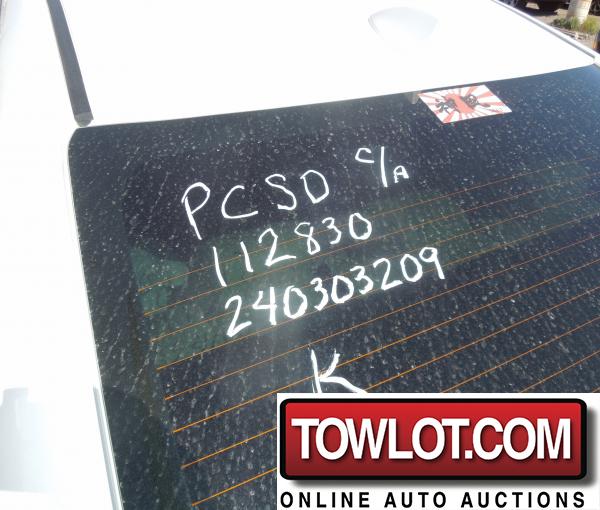 PCSD C/A
112830
240303209
K
TOWLOT.COM
ONLINE AUTO AUCTIONS